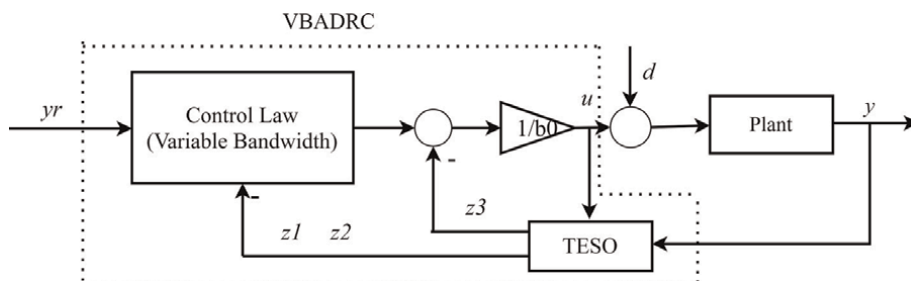 VBADRC
yr
Control Law
(Variable Bandwidth)
-
1/b0
u
d
Plant
y
-
-
z1 z2
z3
TESO